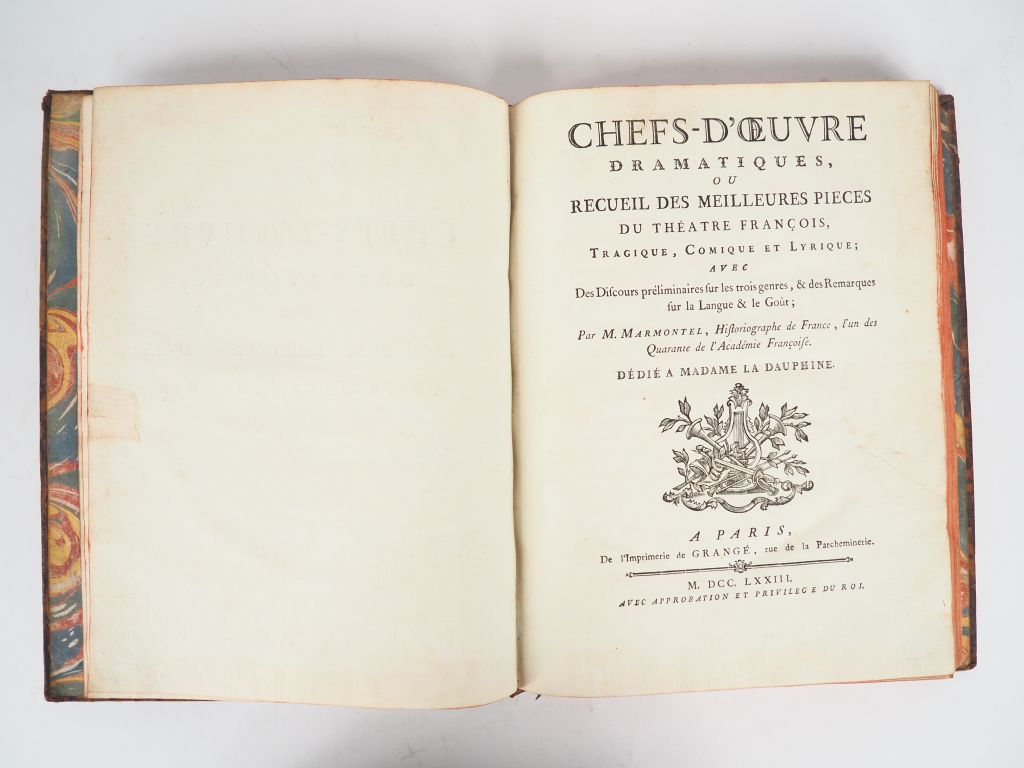 CHEFS-D'ŒUVRE
DRAMATIQUES,
OU
RECUEIL DES MEILLEURES PIECES
DU THÉATRE FRANÇOIS,
TRAGIQUE, COMIQUE ET LYRIQUE;
AVEC
Des Diſcours préliminaires ſur les trois genres, & des Remarques
ſur la Langue & le Goût;
Par M. MARMONTEL, Hiſtoriographe de France, l'un des
Quarante de l'Académie Françoiſe.
DÉDIÉ A MADAME LA DAUPHINE.
A PARIS,
De l'Imprimerie de GRANGÉ, rue de la Parcheminerie.
M. DCC. LXXIII.
AVEC APPROBATION ET PRIVILEGE DU ROI.